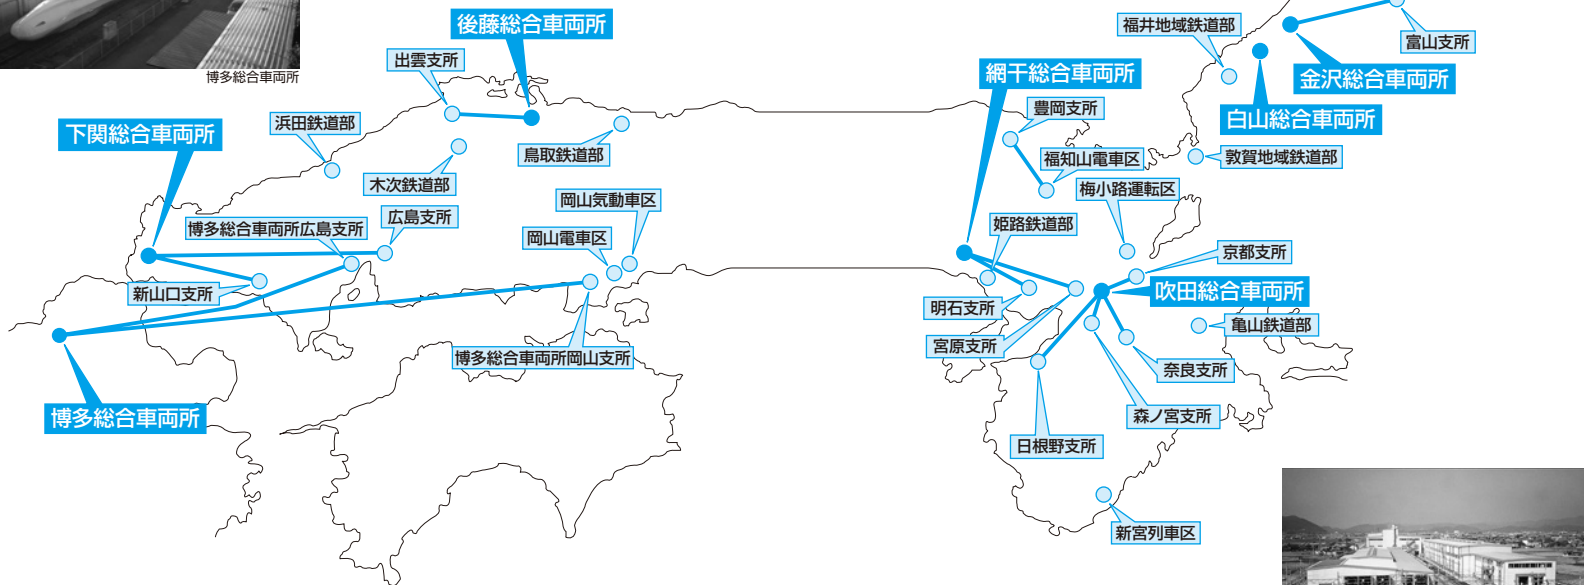 博多総合車両所
後藤総合車両所
出雲支所
浜田鉄道部
下関総合車両所
木次鉄道部
鳥取鉄道部
博多総合車両所広島支所
広島支所
岡山気動車区
岡山電車区
新山口支所
博多総合車両所岡山支所
博多総合車両所
福井地域鉄道部
富山支所
金沢総合車両所
白山総合車両所
網干総合車両所
豊岡支所
福知山電車区
敦賀地域鉄道部
梅小路運転区
姫路鉄道部
京都支所
吹田総合車両所
明石支所
亀山鉄道部
宮原支所
奈良支所
森ノ宮支所
日根野支所
新宮列車区